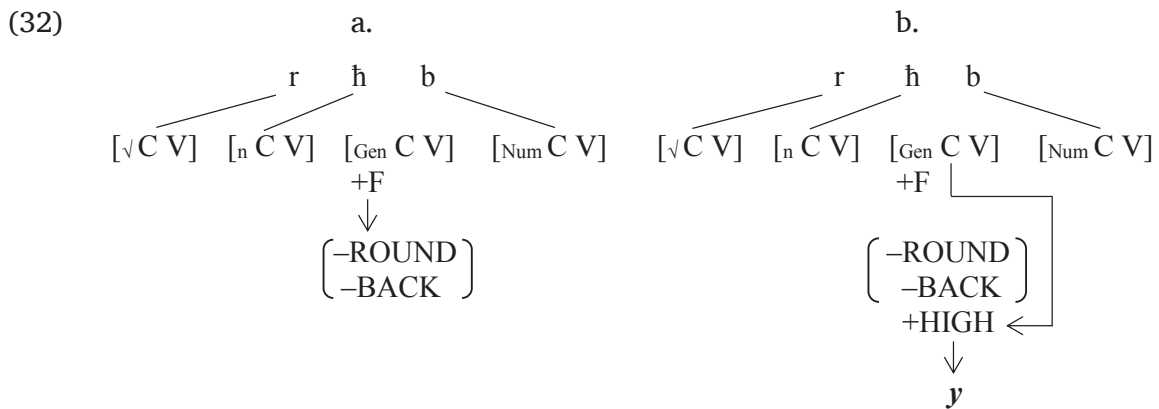 (32) a. b.
r ħ b r ħ b
[√ C V] [n C V] [Gen C V] [Num C V] [√ C V] [n C V] [Gen C V] [Num C V]
+F +F
–ROUND –ROUND
–BACK –BACK
+HIGH
y